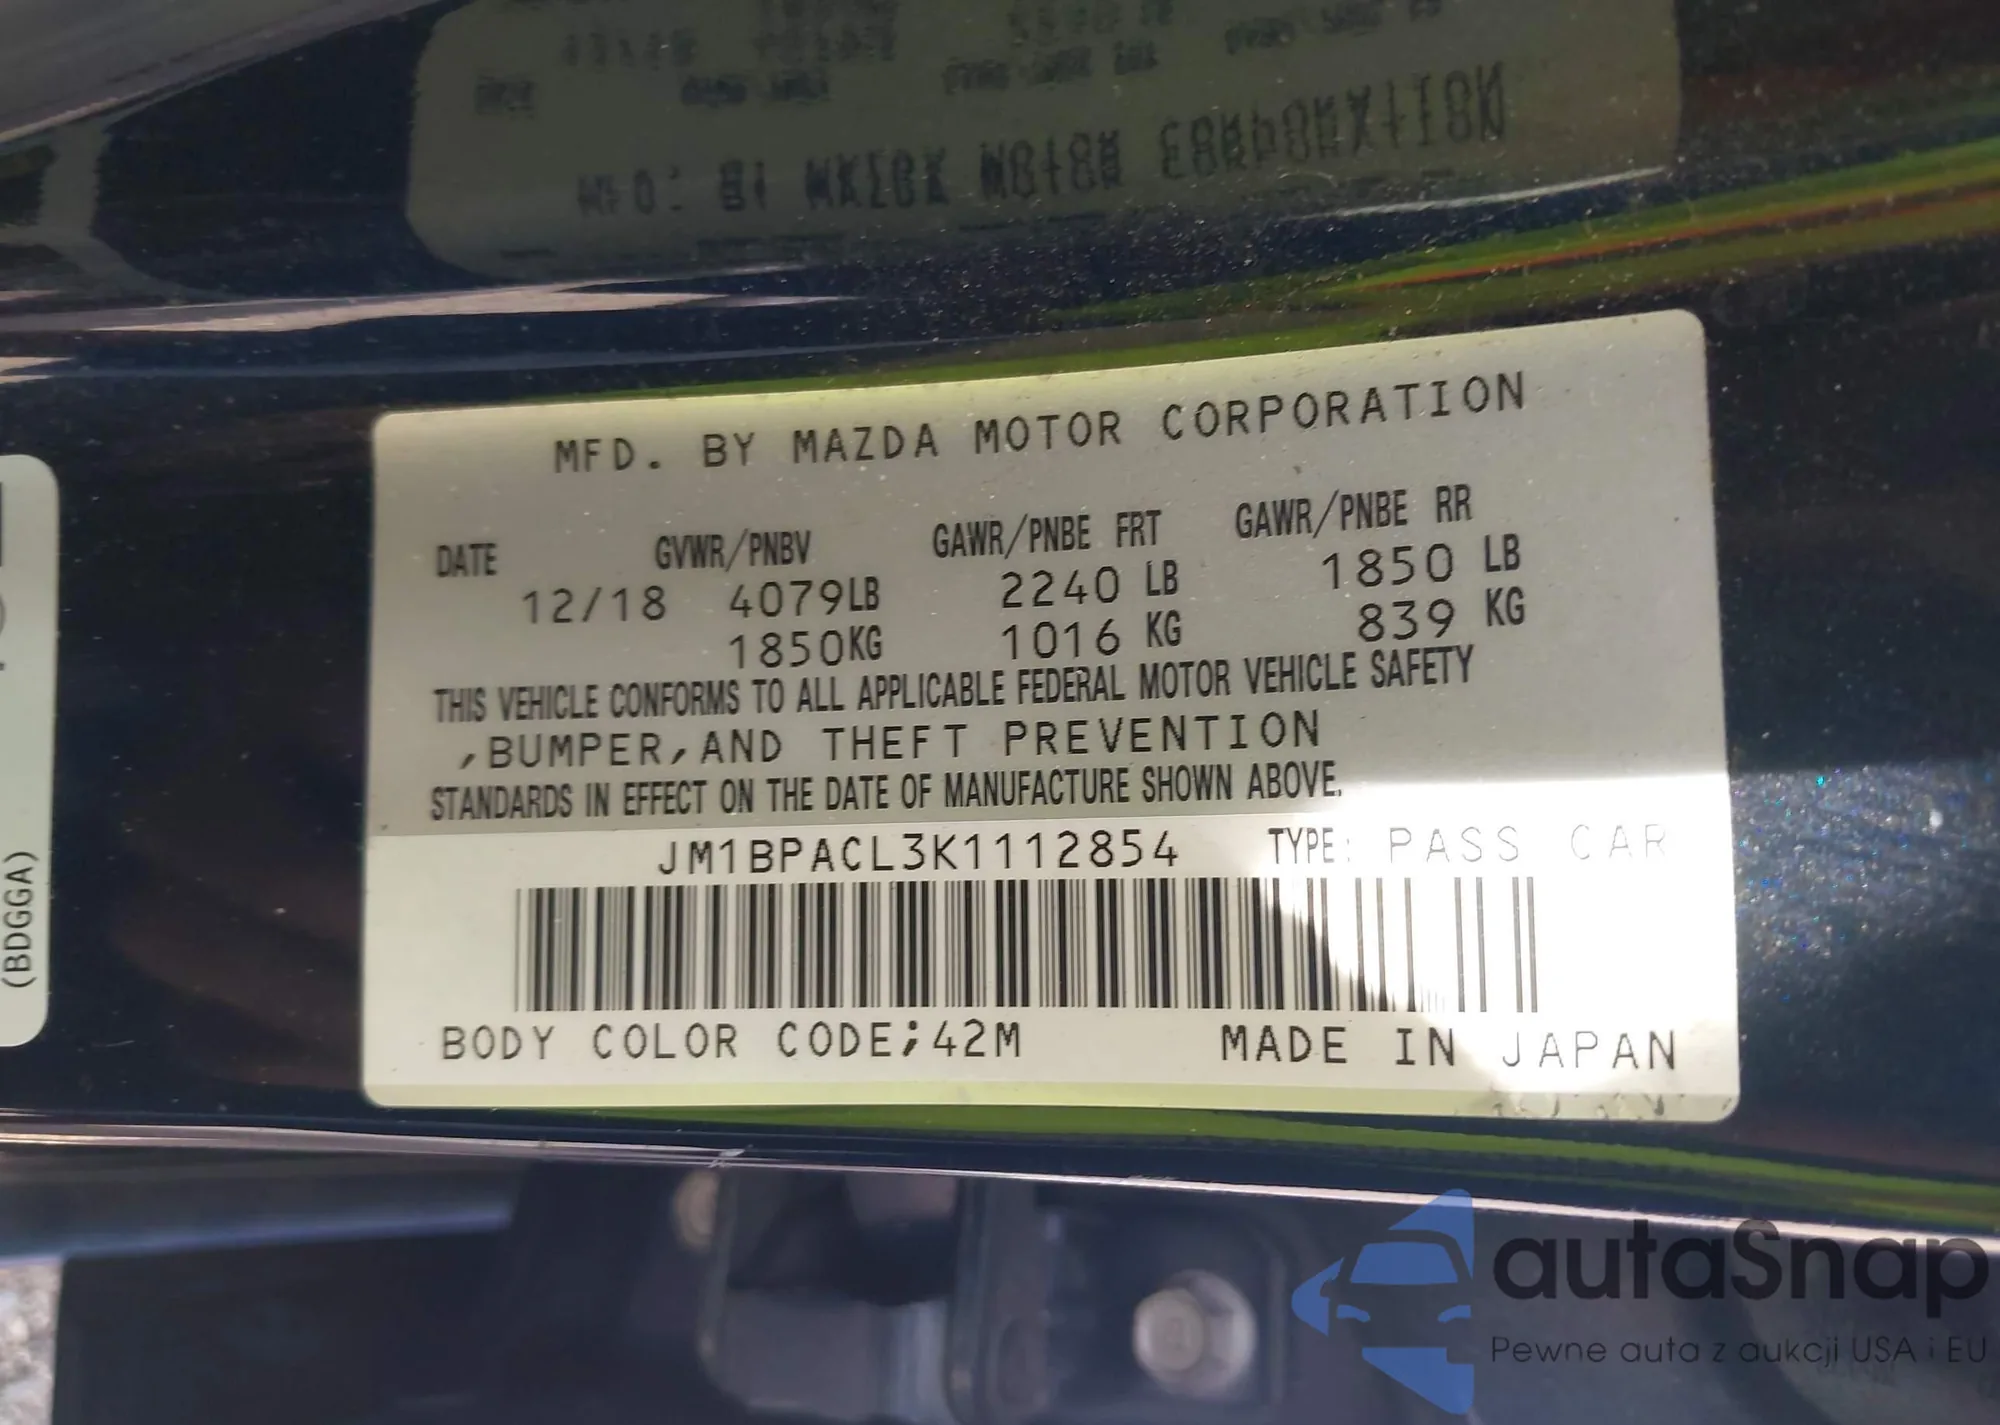 MFD. BY MAZDA MOTOR CORPORATION
DATE GVWR/PNBV GAWR/PNBE FRT GAWR/PNBE RR
12/18 4079LB 2240 LB 1850 LB
1850KG 1016 KG 839 KG
THIS VEHICLE CONFORMS TO ALL APPLICABLE FEDERAL MOTOR VEHICLE SAFETY
,BUMPER,AND THEFT PREVENTION
STANDARDS IN EFFECT ON THE DATE OF MANUFACTURE SHOWN ABOVE.
JM1BPACL3K1112854 TYPE: PASS CAR
BODY COLOR CODE;42M MADE IN JAPAN
(BDGGA)
autaSnap
Pewne auta z aukcji USA i EU